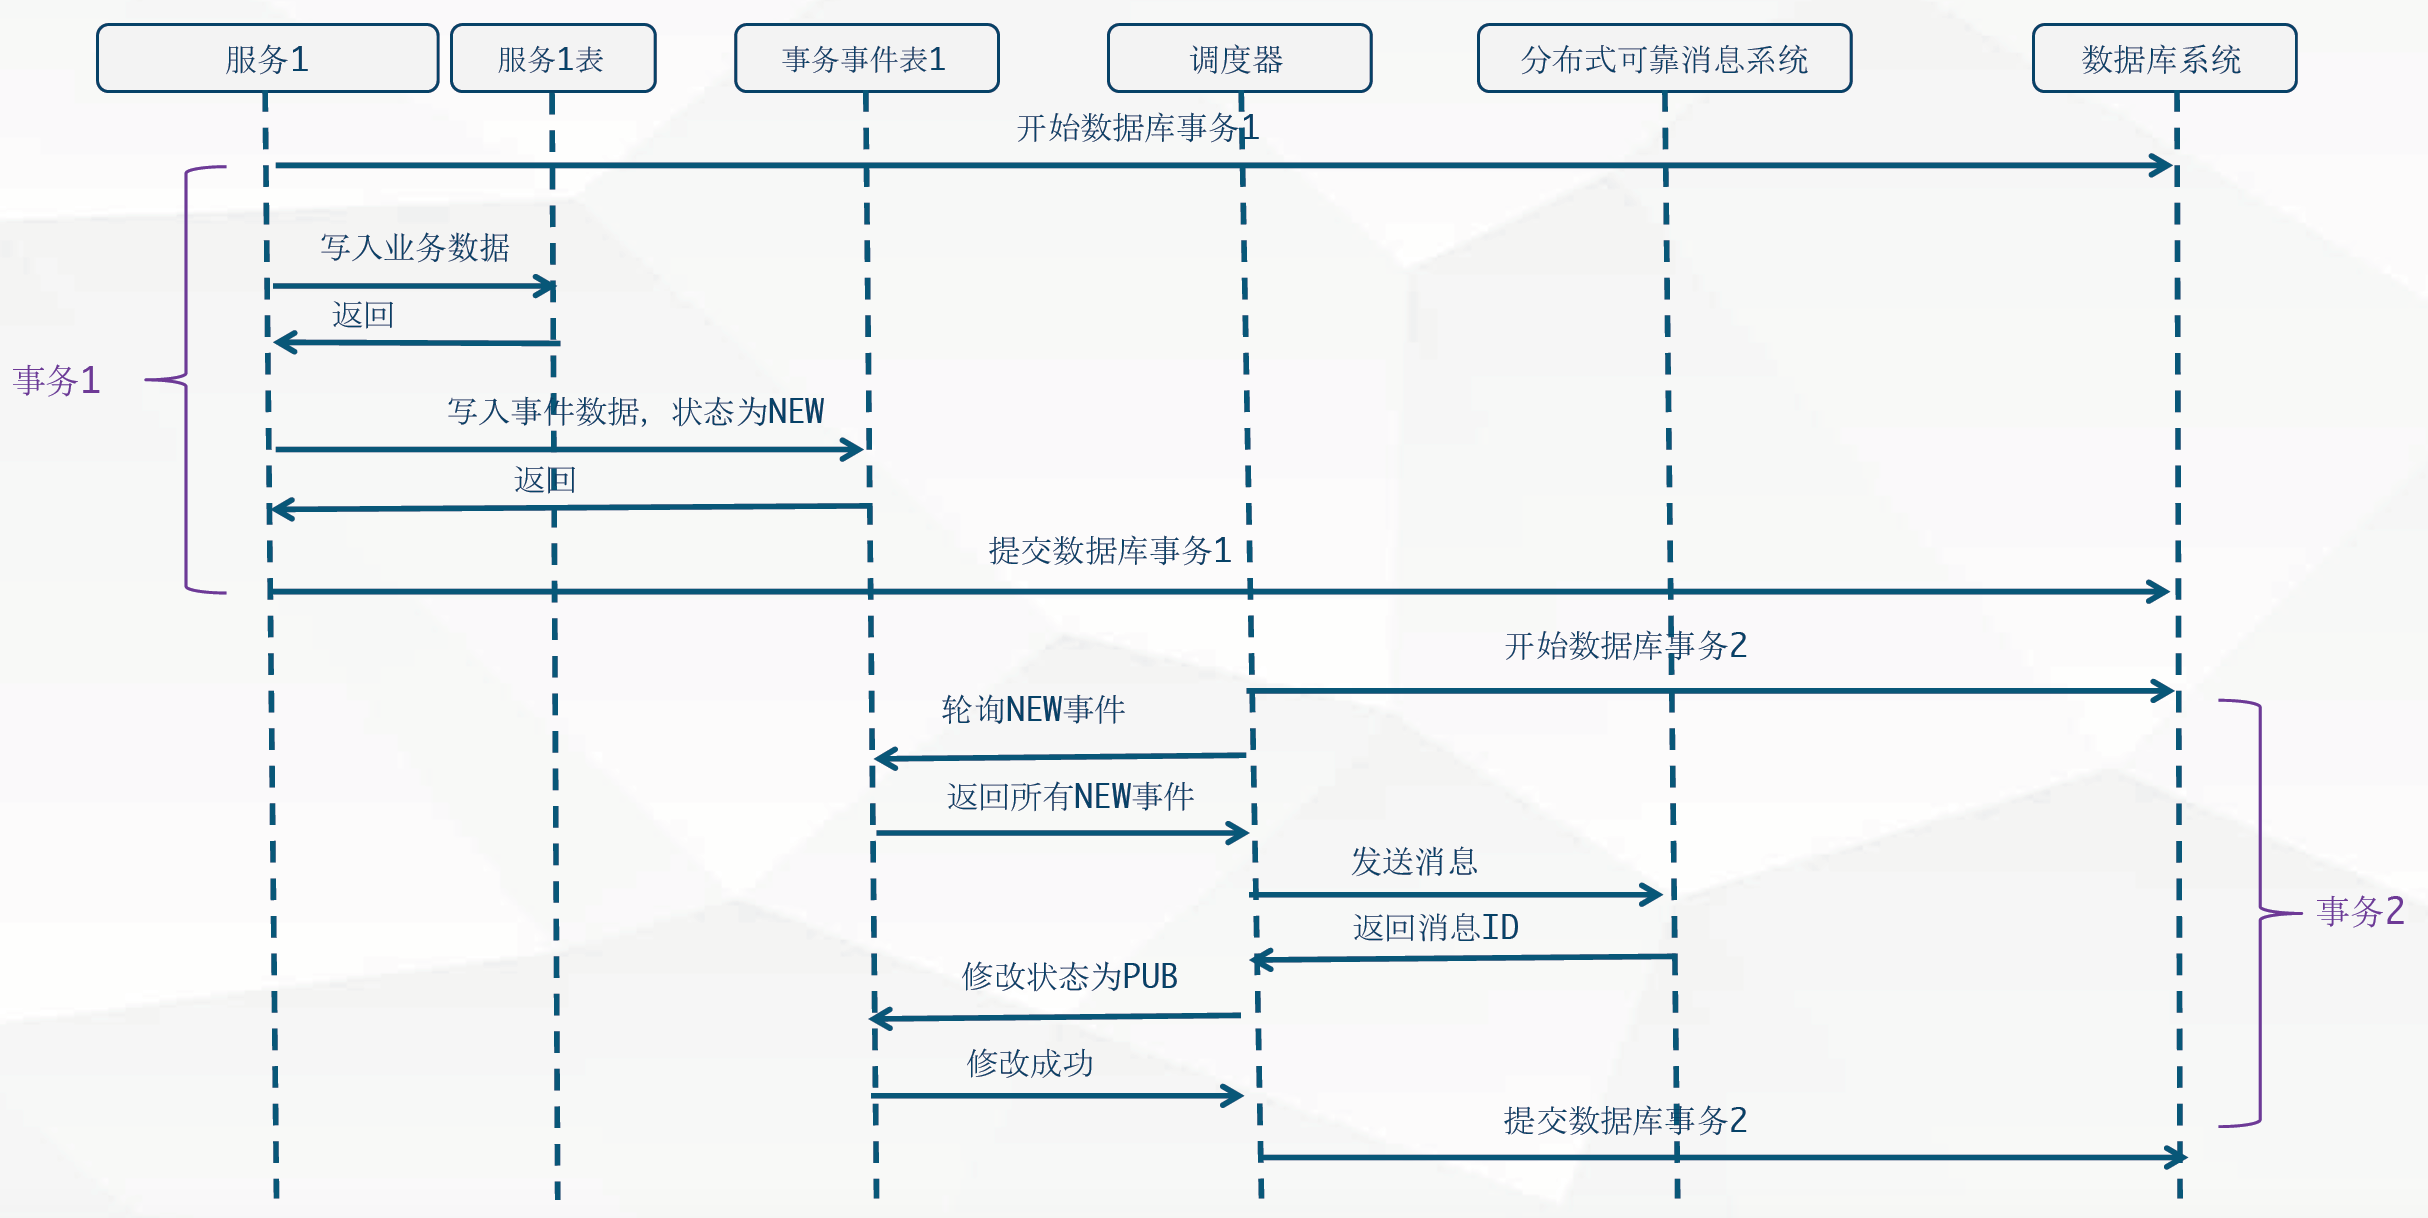 服务1
服务1表
事务事件表1
调度器
分布式可靠消息系统
数据库系统
开始数据库事务1
写入业务数据
返回
事务1
写入事件数据，状态为NEW
返回
提交数据库事务1
开始数据库事务2
轮询NEW事件
返回所有NEW事件
发送消息
事务2
返回消息ID
修改状态为PUB
修改成功
提交数据库事务2